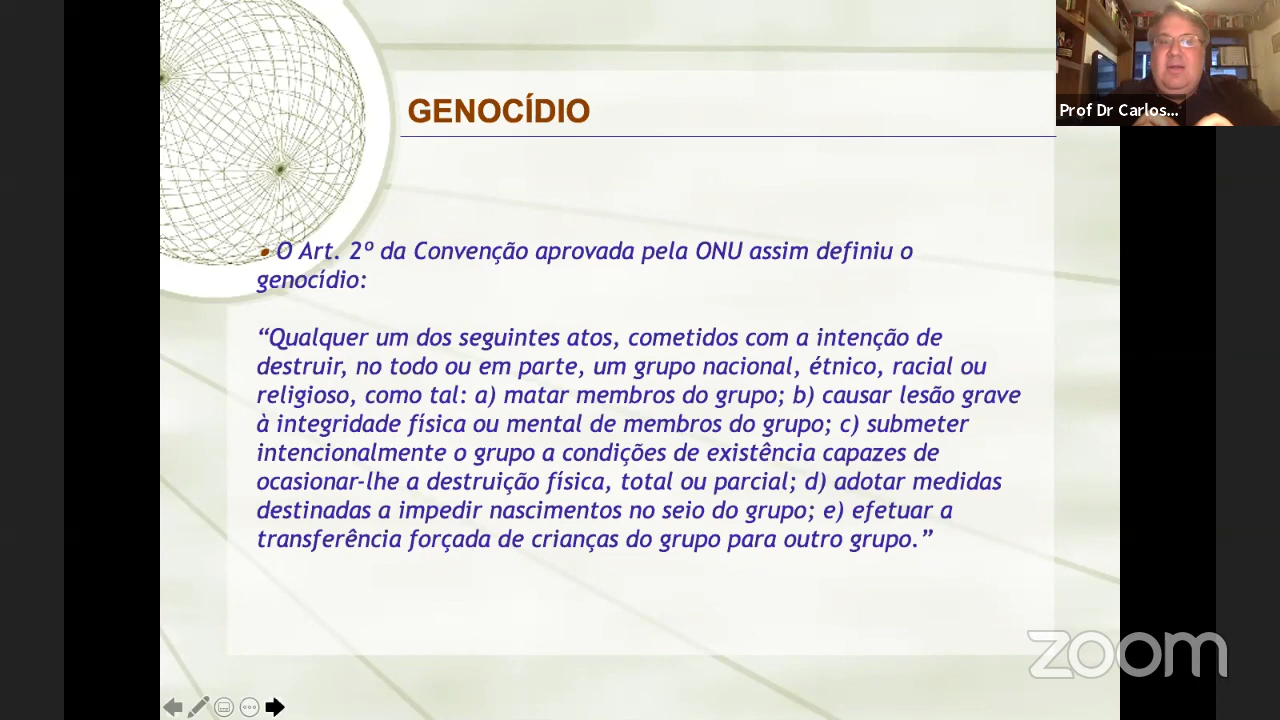 GENOCÍDIO
Prof Dr Carlos...
• O Art. 2º da Convenção aprovada pela ONU assim definiu o
genocídio:
“Qualquer um dos seguintes atos, cometidos com a intenção de
destruir, no todo ou em parte, um grupo nacional, étnico, racial ou
religioso, como tal: a) matar membros do grupo; b) causar lesão grave
à integridade física ou mental de membros do grupo; c) submeter
intencionalmente o grupo a condições de existência capazes de
ocasionar-lhe a destruição física, total ou parcial; d) adotar medidas
destinadas a impedir nascimentos no seio do grupo; e) efetuar a
transferência forçada de crianças do grupo para outro grupo.”
zoom